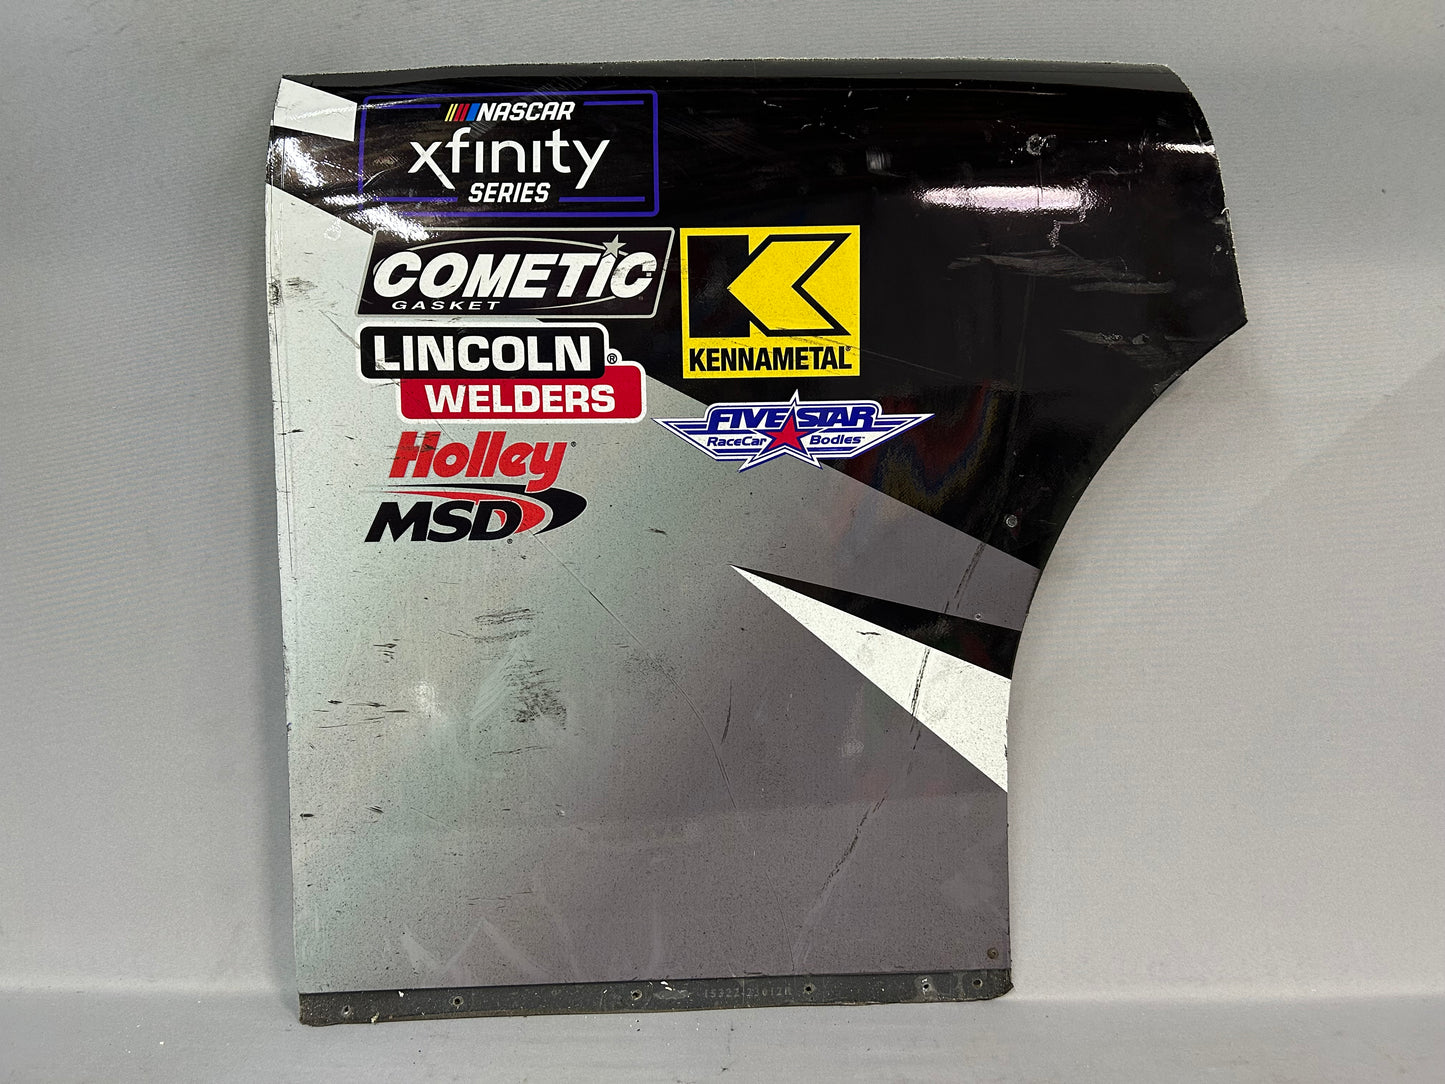 NASCAR
xfinity
SERIES
COMETIC
GASKET
KENNAMETAL®
LINCOLN®
WELDERS
FIVE STAR
RaceCar Bodies
Holley
MSD